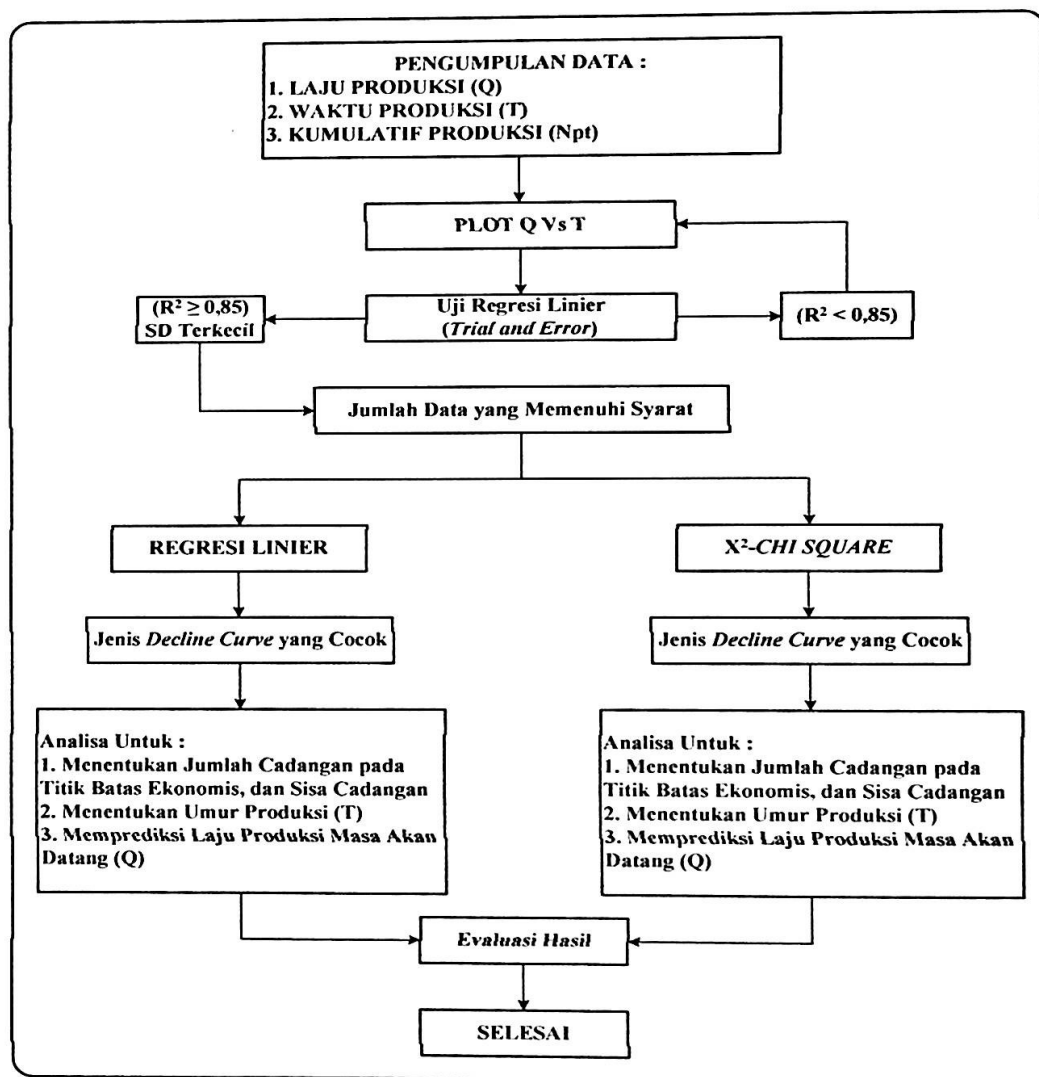 PENGUMPULAN DATA :
1. LAJU PRODUKSI (Q)
2. WAKTU PRODUKSI (T)
3. KUMULATIF PRODUKSI (Npt)
PLOT Q Vs T
Uji Regresi Linier
(Trial and Error)
(R² ≥ 0,85)
SD Terkecil
(R² < 0,85)
Jumlah Data yang Memenuhi Syarat
REGRESI LINIER
X²-CHI SQUARE
Jenis Decline Curve yang Cocok
Jenis Decline Curve yang Cocok
Analisa Untuk :
1. Menentukan Jumlah Cadangan pada
Titik Batas Ekonomis, dan Sisa Cadangan
2. Menentukan Umur Produksi (T)
3. Memprediksi Laju Produksi Masa Akan
Datang (Q)
Analisa Untuk :
1. Menentukan Jumlah Cadangan pada
Titik Batas Ekonomis, dan Sisa Cadangan
2. Menentukan Umur Produksi (T)
3. Memprediksi Laju Produksi Masa Akan
Datang (Q)
Evaluasi Hasil
SELESAI